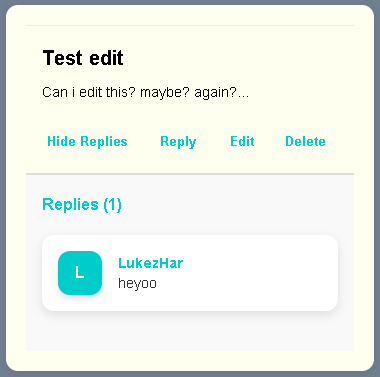 Test edit
Can i edit this? maybe? again?...
Hide Replies Reply Edit Delete
Replies (1)
L
LukezHar
heyoo